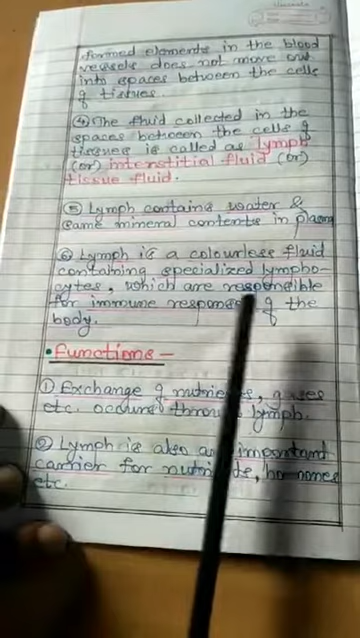 formed elements in the blood
vessels does not move out
into spaces between the cells
of tissues.
④ The fluid collected in the
spaces between the cells of
tissues is called as lymph
(or) interstitial fluid (or)
tissue fluid.
⑤ Lymph contains water &
same mineral contents in plasma
⑥ Lymph is a colourless fluid
containing specialized lympho-
cytes, which are responsible
for immune responses of the
body.
• Functions —
① Exchange of nutrients, gases
etc. occurs through lymph.
② Lymph is also an important
carrier for nutrients, hormones
etc.